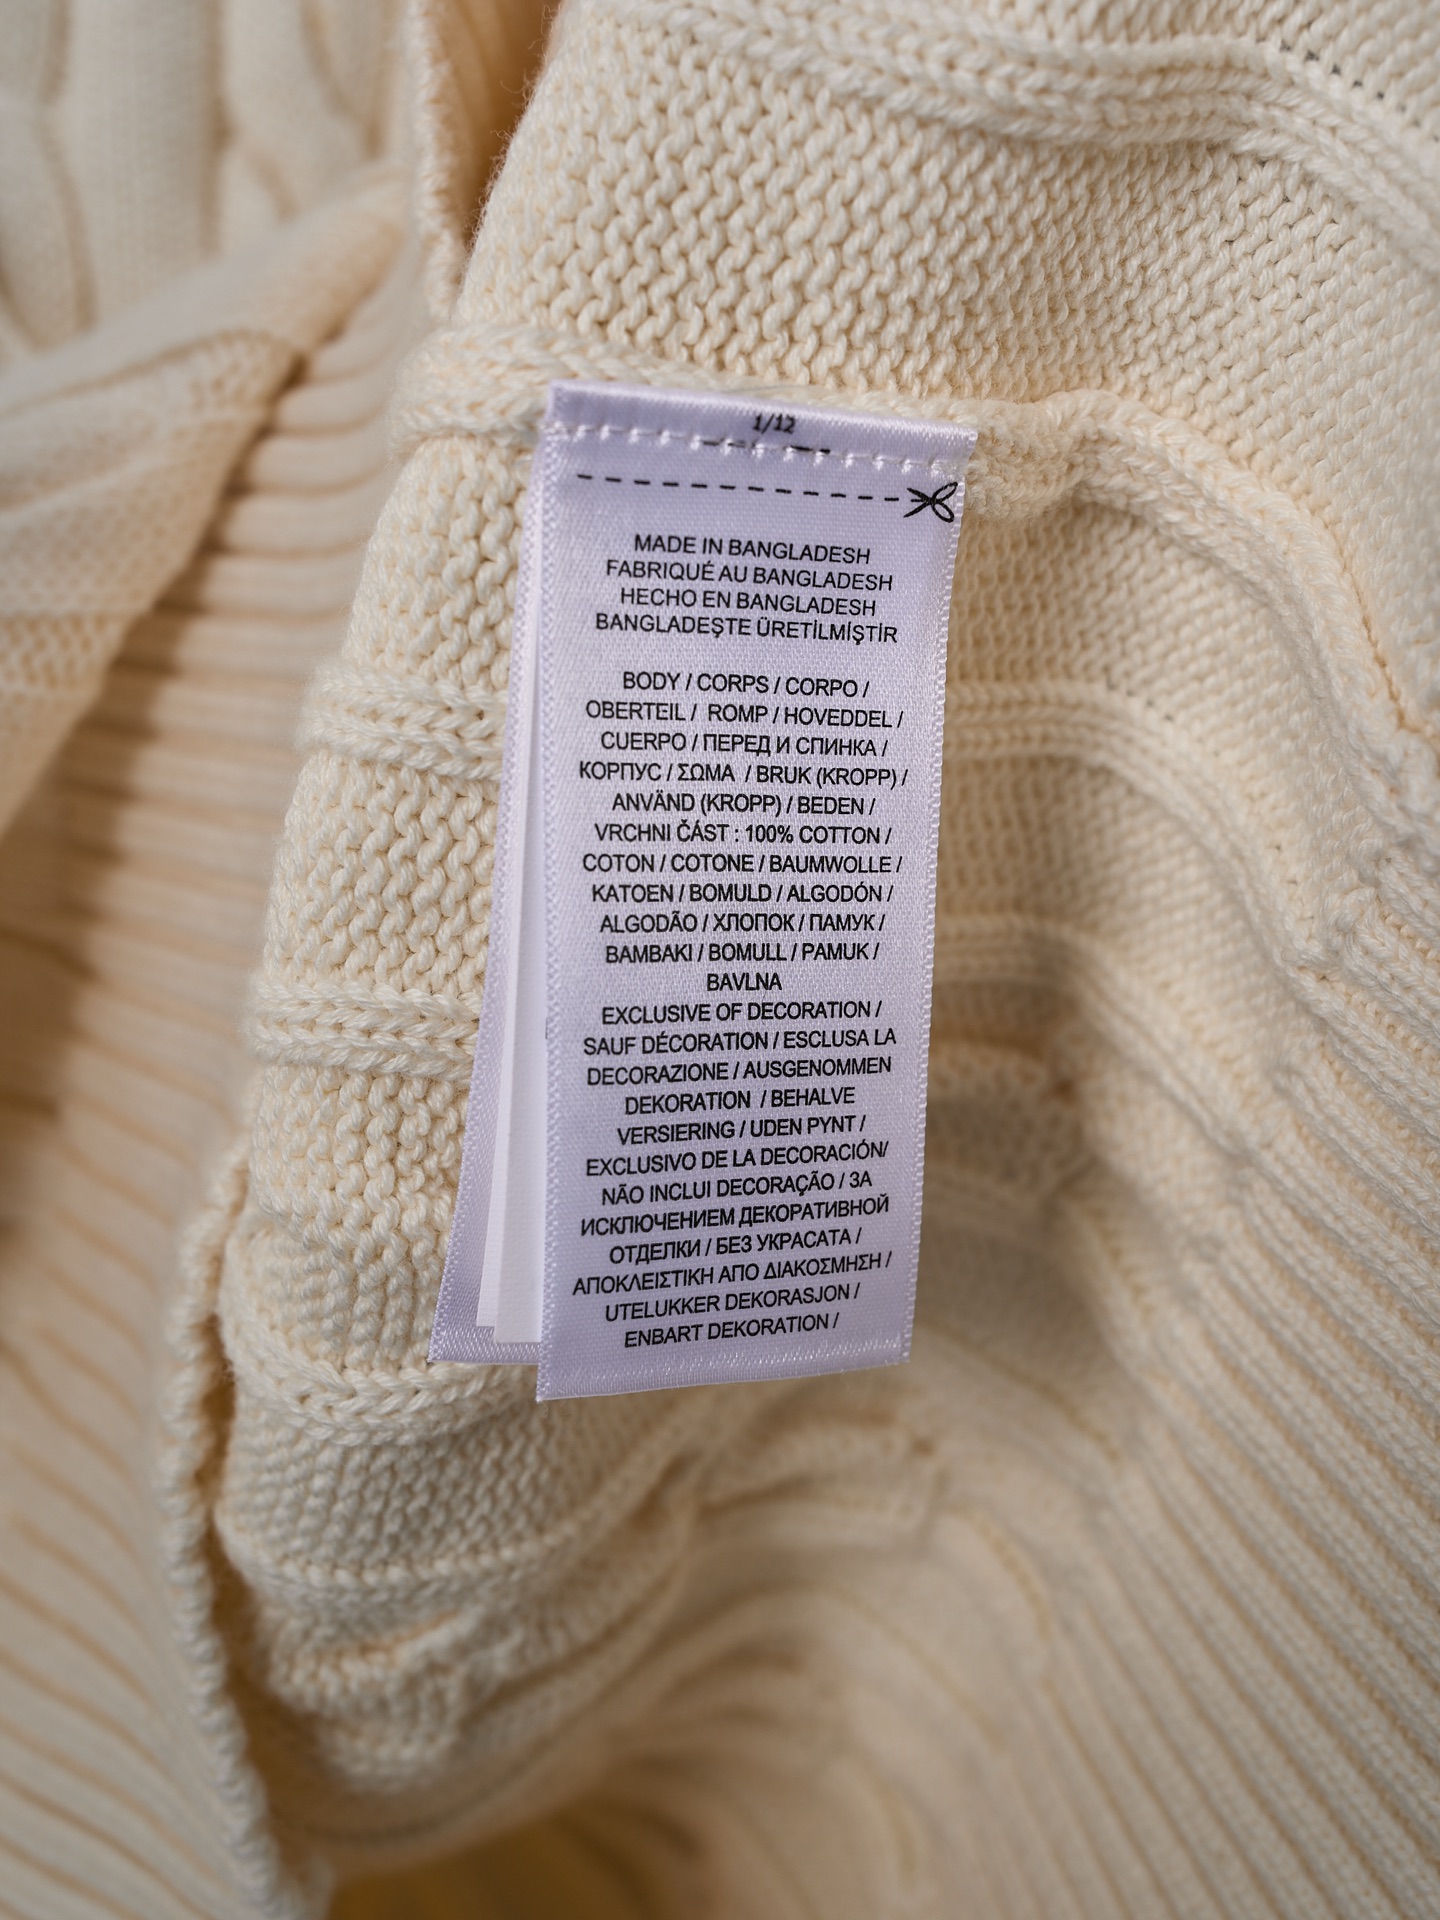 1/12
MADE IN BANGLADESH
FABRIQUÉ AU BANGLADESH
HECHO EN BANGLADESH
BANGLADEŞTE ÜRETİLMİŞTİR
BODY / CORPS / CORPO /
OBERTEIL / ROMP / HOVEDDEL /
CUERPO / ПЕРЕД И СПИНКА /
КОРПУС / ΣΩΜΑ / BRUK (KROPP) /
ANVÄND (KROPP) / BEDEN /
VRCHNI ČÁST : 100% COTTON /
COTON / COTONE / BAUMWOLLE /
KATOEN / BOMULD / ALGODÓN /
ALGODÃO / ХЛОПОК / ПАМУК /
BAMBAKI / BOMULL / PAMUK /
BAVLNA
EXCLUSIVE OF DECORATION /
SAUF DÉCORATION / ESCLUSA LA
DECORAZIONE / AUSGENOMMEN
DEKORATION / BEHALVE
VERSIERING / UDEN PYNT /
EXCLUSIVO DE LA DECORACIÓN/
NÃO INCLUI DECORAÇÃO / ЗА
ИСКЛЮЧЕНИЕМ ДЕКОРАТИВНОЙ
ОТДЕЛКИ / БЕЗ УКРАСАТА /
ΑΠΟΚΛΕΙΣΤΙΚΗ ΑΠΟ ΔΙΑΚΟΣΜΗΣΗ /
UTELUKKER DEKORASJON /
ENBART DEKORATION /